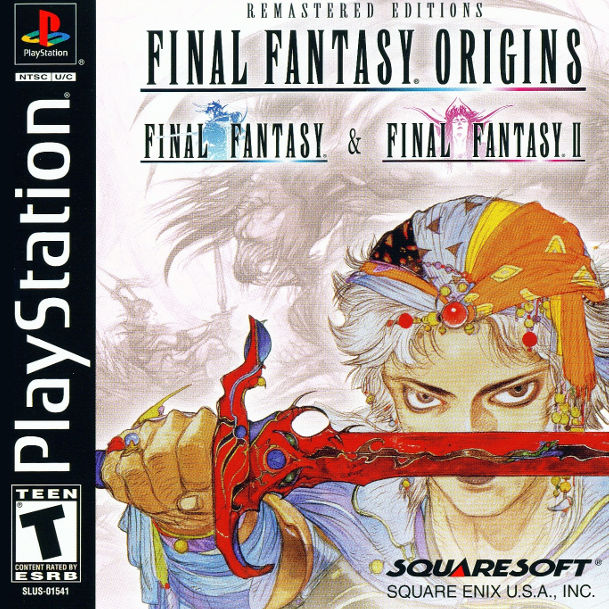 PlayStation
®
NTSC U/C
PlayStation®
TEEN
T
CONTENT RATED BY
ESRB
SLUS-01541
REMASTERED EDITIONS
FINAL FANTASY® ORIGINS
FINAL FANTASY® & FINAL FANTASY® II
SQUARESOFT®
SQUARE ENIX U.S.A., INC.